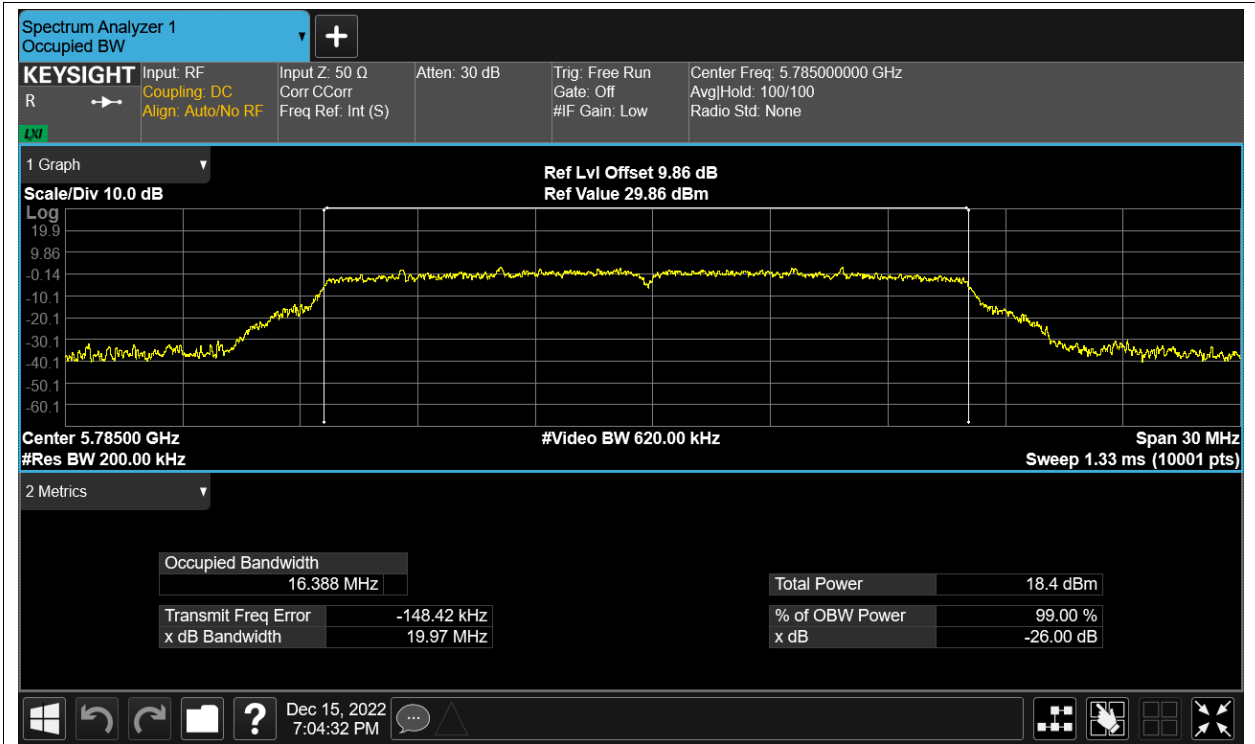 Spectrum Analyzer 1
Occupied BW
KEYSIGHT
R
LXI
Input: RF
Coupling: DC
Align: Auto/No RF
Input Z: 50 Ω
Corr CCorr
Freq Ref: Int (S)
Atten: 30 dB
Trig: Free Run
Gate: Off
#IF Gain: Low
Center Freq: 5.785000000 GHz
Avg|Hold: 100/100
Radio Std: None
1 Graph
Scale/Div 10.0 dB
Ref Lvl Offset 9.86 dB
Ref Value 29.86 dBm
Log
19.9
9.86
-0.14
-10.1
-20.1
-30.1
-40.1
-50.1
-60.1
Center 5.78500 GHz
#Video BW 620.00 kHz
Span 30 MHz
#Res BW 200.00 kHz
Sweep 1.33 ms (10001 pts)
2 Metrics
Occupied Bandwidth
16.388 MHz
Total Power 18.4 dBm
Transmit Freq Error -148.42 kHz
% of OBW Power 99.00 %
x dB Bandwidth 19.97 MHz
x dB -26.00 dB
?
Dec 15, 2022
7:04:32 PM